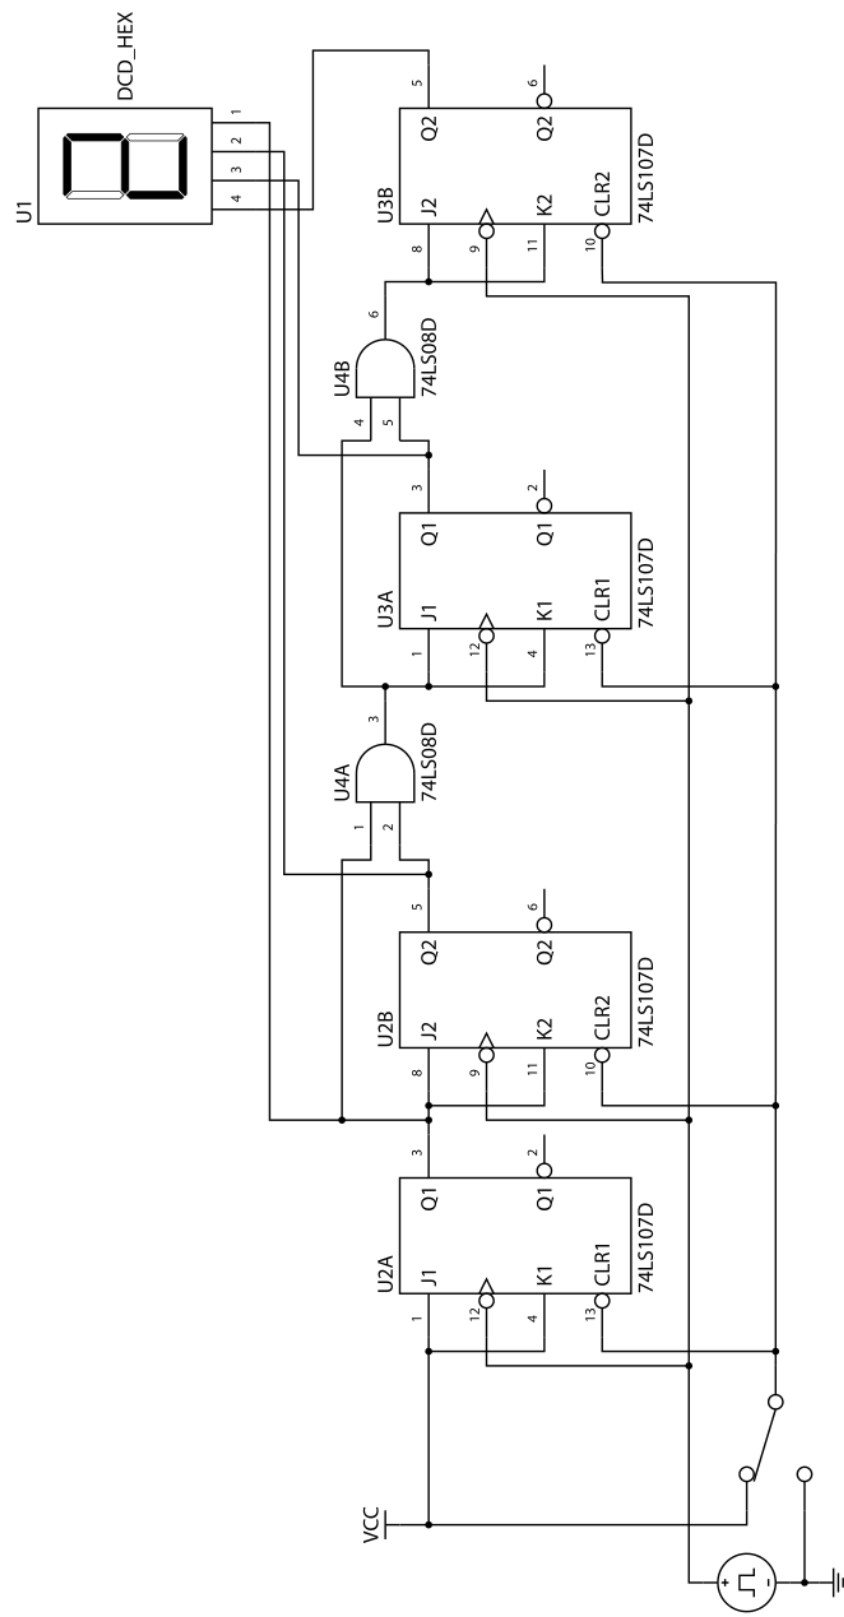 U1
DCD_HEX
4 3 2 1
VCC
U2A
1 J1 Q1 3
12
4 K1 Q1 2
13 CLR1
74LS107D
U2B
8 J2 Q2 5
9
11 K2 Q2 6
10 CLR2
74LS107D
U4A
1
2
3
74LS08D
U3A
1 J1 Q1 3
12
4 K1 Q1 2
13 CLR1
74LS107D
U4B
4
5
6
74LS08D
U3B
8 J2 Q2 5
9
11 K2 Q2 6
10 CLR2
74LS107D
+
-